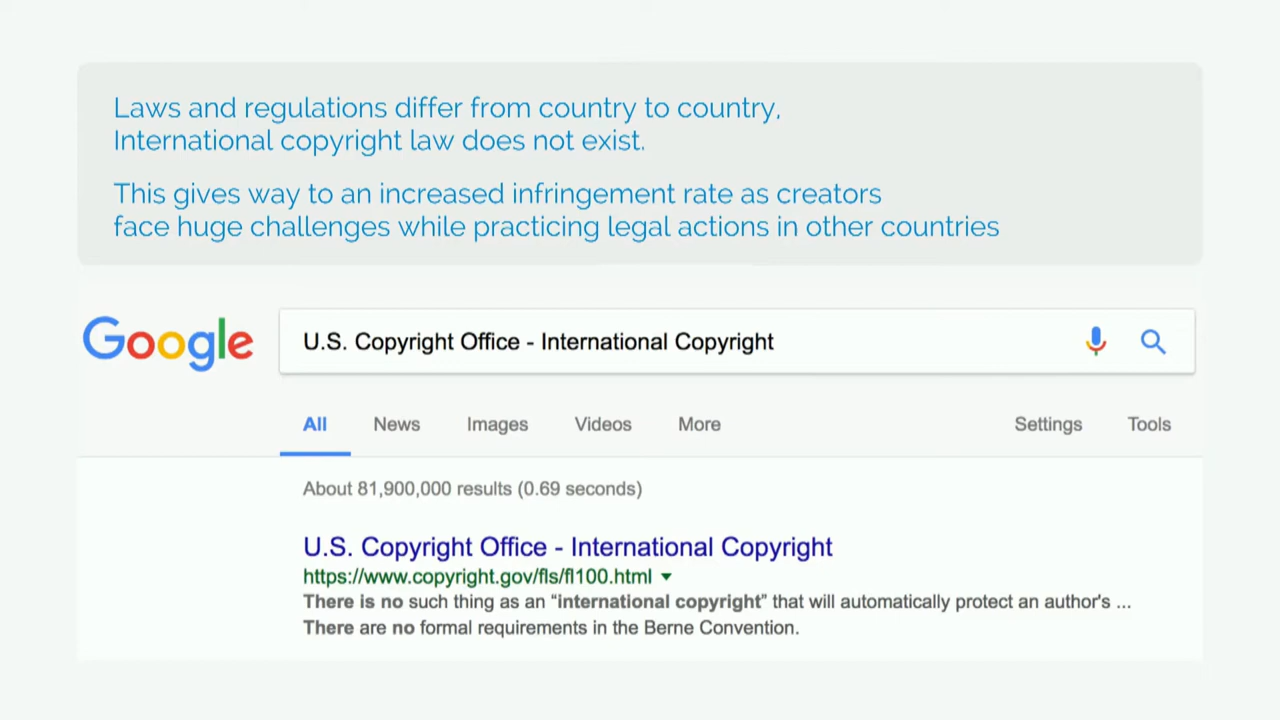 Laws and regulations differ from country to country,
International copyright law does not exist.
This gives way to an increased infringement rate as creators
face huge challenges while practicing legal actions in other countries
Google
U.S. Copyright Office - International Copyright
All News Images Videos More Settings Tools
About 81,900,000 results (0.69 seconds)
U.S. Copyright Office - International Copyright
https://www.copyright.gov/fls/fl100.html
There is no such thing as an “international copyright” that will automatically protect an author's ...
There are no formal requirements in the Berne Convention.